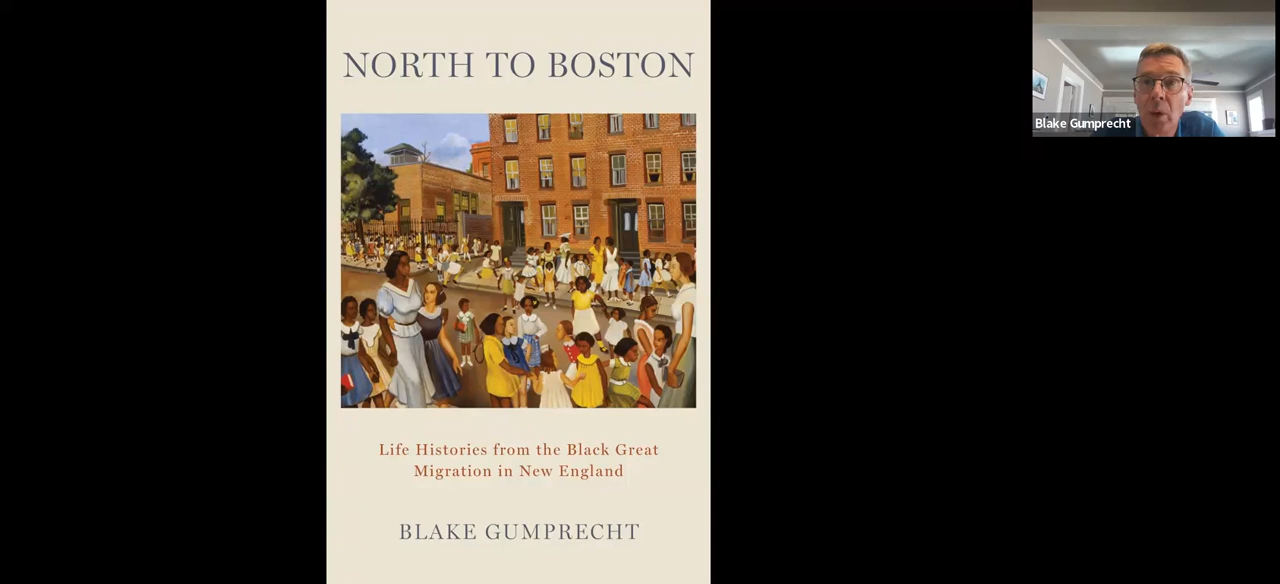 NORTH TO BOSTON
Blake Gumprecht
Life Histories from the Black Great
Migration in New England
BLAKE GUMPRECHT